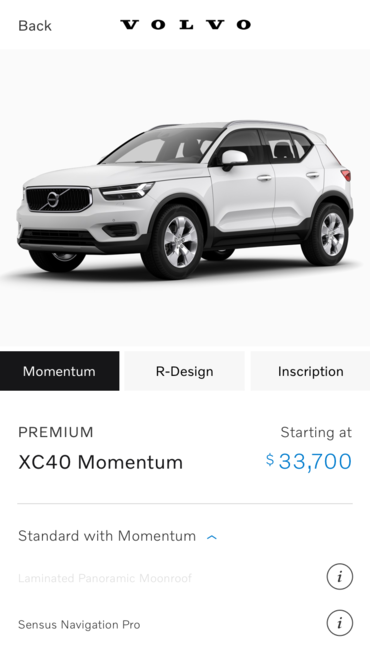 Back
VOLVO
Momentum
R-Design
Inscription
PREMIUM
Starting at
XC40 Momentum
$33,700
Standard with Momentum
Laminated Panoramic Moonroof
i
Sensus Navigation Pro
i